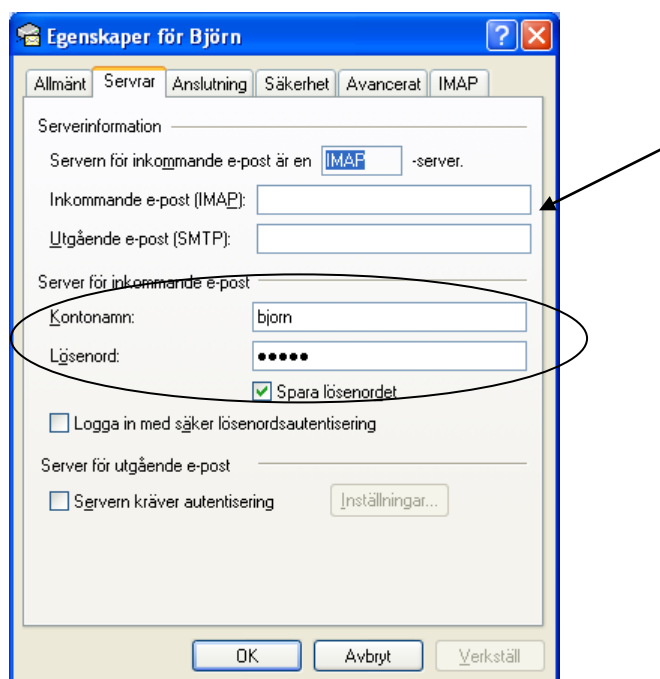 Egenskaper för Björn
Allmänt Servrar Anslutning Säkerhet Avancerat IMAP
Serverinformation
Servern för inkommande e-post är en IMAP -server.
Inkommande e-post (IMAP):
Utgående e-post (SMTP):
Server för inkommande e-post
Kontonamn: bjorn
Lösenord: •••••
Spara lösenordet
Logga in med säker lösenordsautentisering
Server för utgående e-post
Servern kräver autentisering Inställningar...
OK Avbryt Verkställ